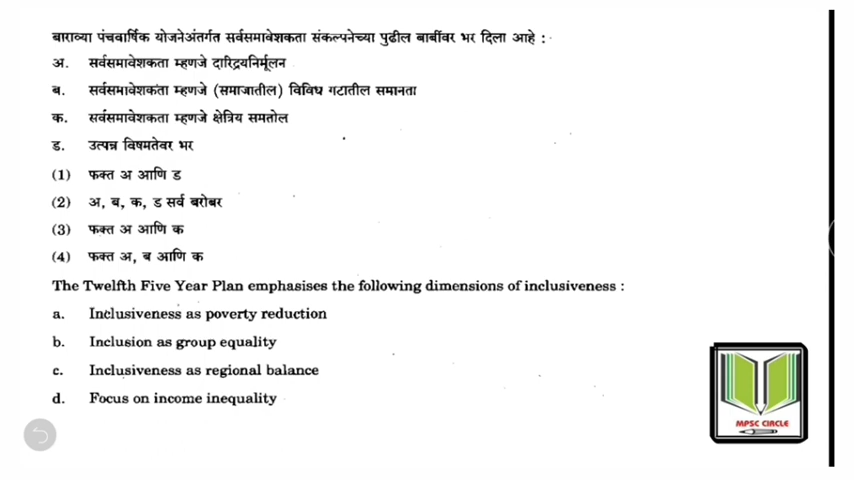 बाराव्या पंचवार्षिक योजनेअंतर्गत सर्वसमावेशकता संकल्पनेच्या पुढील बाबींवर भर दिला आहे :
अ. सर्वसमावेशकता म्हणजे दारिद्र्यनिर्मूलन
ब. सर्वसमावेशकता म्हणजे (समाजातील) विविध गटातील समानता
क. सर्वसमावेशकता म्हणजे क्षेत्रिय समतोल
ड. उत्पन्न विषमतेवर भर
(1) फक्त अ आणि ड
(2) अ, ब, क, ड सर्व बरोबर
(3) फक्त अ आणि क
(4) फक्त अ, ब आणि क
The Twelfth Five Year Plan emphasises the following dimensions of inclusiveness :
a. Inclusiveness as poverty reduction
b. Inclusion as group equality
c. Inclusiveness as regional balance
d. Focus on income inequality
MPSC CIRCLE